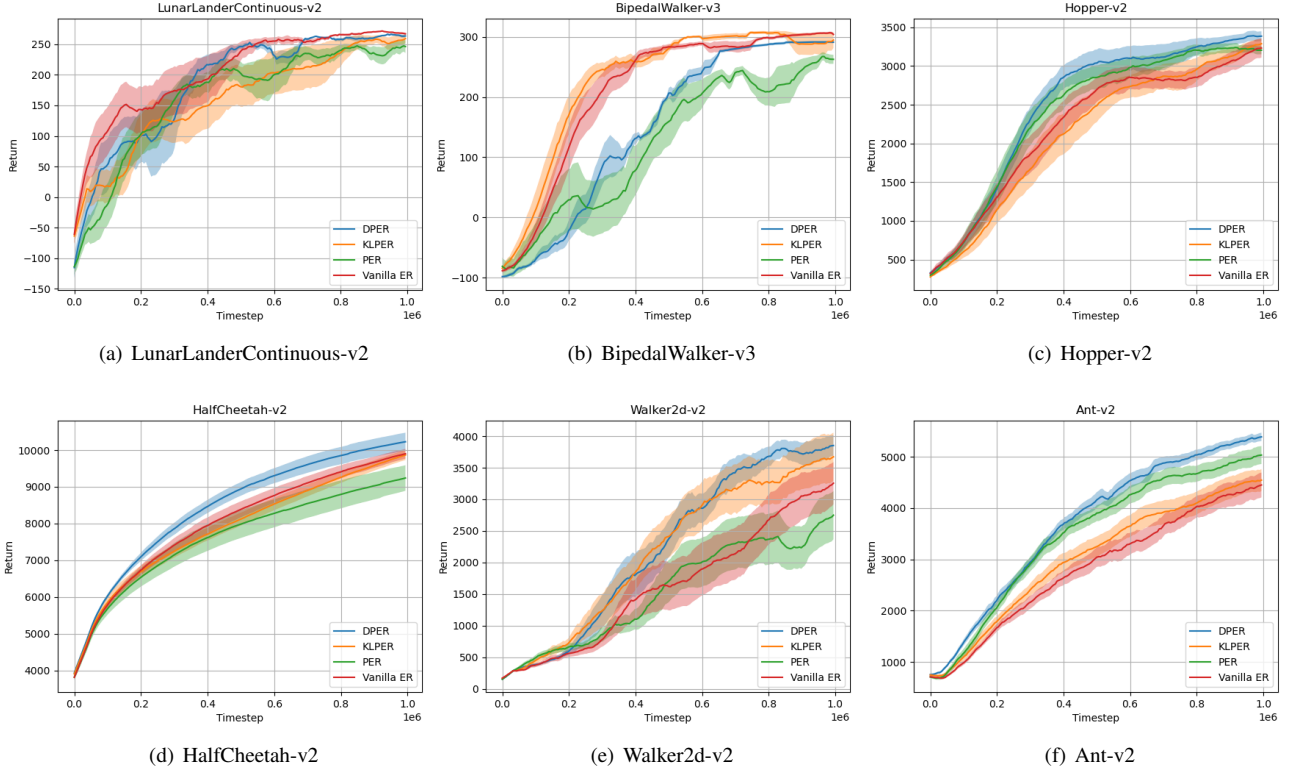 LunarLanderContinuous-v2
250
200
150
100
50
0
−50
−100
−150
Return
0.0
0.2
0.4
0.6
0.8
1.0
Timestep
1e6
DPER
KLPER
PER
Vanilla ER
(a) LunarLanderContinuous-v2
BipedalWalker-v3
300
200
100
0
−100
Return
0.0
0.2
0.4
0.6
0.8
1.0
Timestep
1e6
DPER
KLPER
PER
Vanilla ER
(b) BipedalWalker-v3
Hopper-v2
3500
3000
2500
2000
1500
1000
500
Return
0.0
0.2
0.4
0.6
0.8
1.0
Timestep
1e6
DPER
KLPER
PER
Vanilla ER
(c) Hopper-v2
HalfCheetah-v2
10000
9000
8000
7000
6000
5000
4000
Return
0.0
0.2
0.4
0.6
0.8
1.0
Timestep
1e6
DPER
KLPER
PER
Vanilla ER
(d) HalfCheetah-v2
Walker2d-v2
4000
3500
3000
2500
2000
1500
1000
500
0
Return
0.0
0.2
0.4
0.6
0.8
1.0
Timestep
1e6
DPER
KLPER
PER
Vanilla ER
(e) Walker2d-v2
Ant-v2
5000
4000
3000
2000
1000
Return
0.0
0.2
0.4
0.6
0.8
1.0
Timestep
1e6
DPER
KLPER
PER
Vanilla ER
(f) Ant-v2